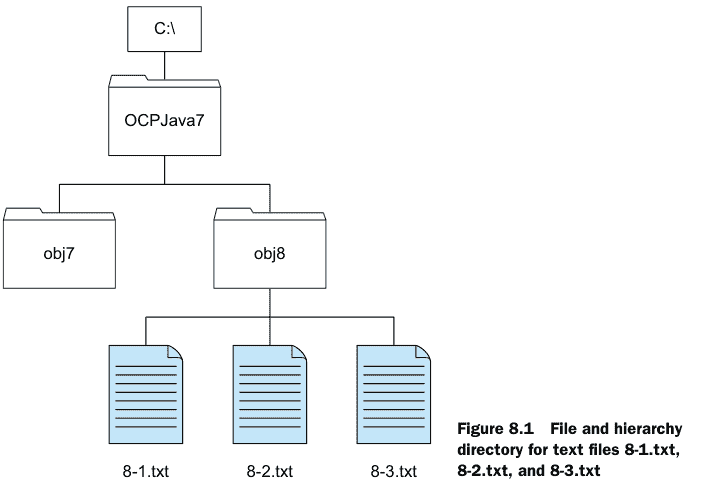 C:\
OCPJava7
obj7
obj8
8-1.txt
8-2.txt
8-3.txt
Figure 8.1 File and hierarchy
directory for text files 8-1.txt,
8-2.txt, and 8-3.txt